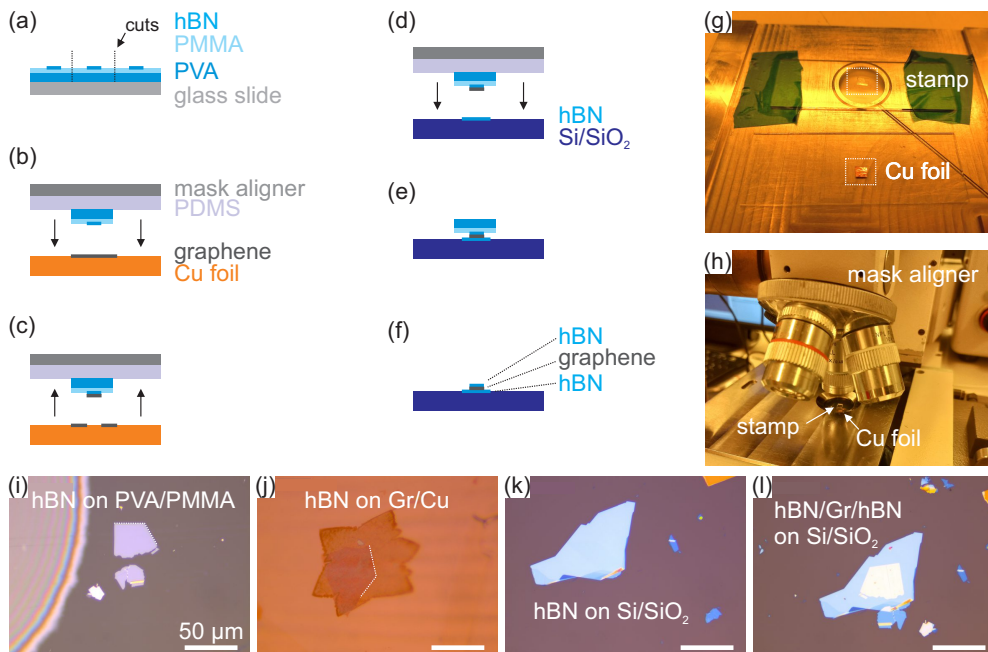 (a)
cuts
hBN
PMMA
PVA
glass slide
(b)
mask aligner
PDMS
graphene
Cu foil
(c)
(d)
hBN
Si/SiO₂
(e)
(f)
hBN
graphene
hBN
(g)
stamp
Cu foil
(h)
mask aligner
stamp
Cu foil
(i)
hBN on PVA/PMMA
50 µm
(j)
hBN on Gr/Cu
(k)
hBN on Si/SiO₂
(l)
hBN/Gr/hBN
on Si/SiO₂